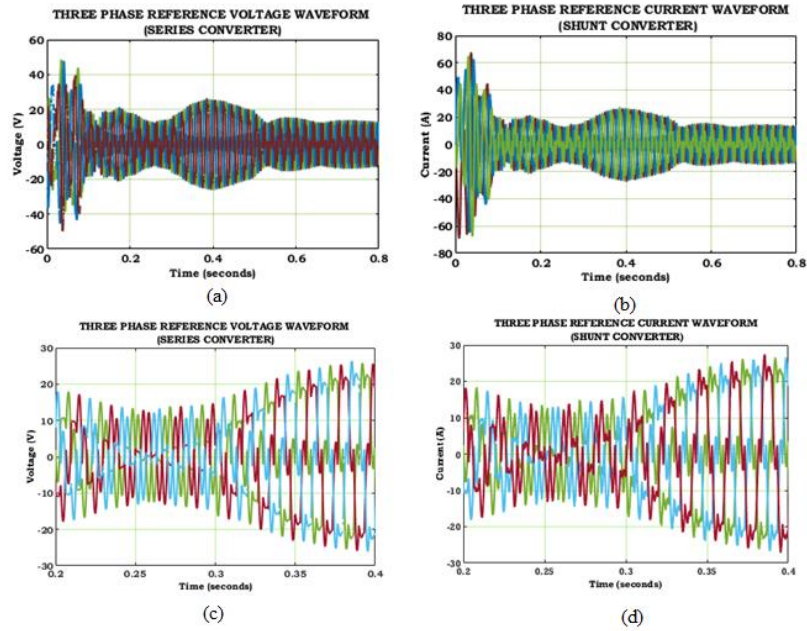 THREE PHASE REFERENCE VOLTAGE WAVEFORM
(SERIES CONVERTER)
Voltage (V)
60
40
20
0
-20
-40
-60
0
0.2
0.4
0.6
0.8
Time (seconds)
(a)
THREE PHASE REFERENCE CURRENT WAVEFORM
(SHUNT CONVERTER)
Current (A)
80
60
40
20
0
-20
-40
-60
-80
0
0.2
0.4
0.6
0.8
Time (seconds)
(b)
THREE PHASE REFERENCE VOLTAGE WAVEFORM
(SERIES CONVERTER)
Voltage (V)
30
20
10
0
-10
-20
-30
0.2
0.25
0.3
0.35
0.4
Time (seconds)
(c)
THREE PHASE REFERENCE CURRENT WAVEFORM
(SHUNT CONVERTER)
Current (A)
30
20
10
0
-10
-20
-30
0.2
0.25
0.3
0.35
0.4
Time (seconds)
(d)